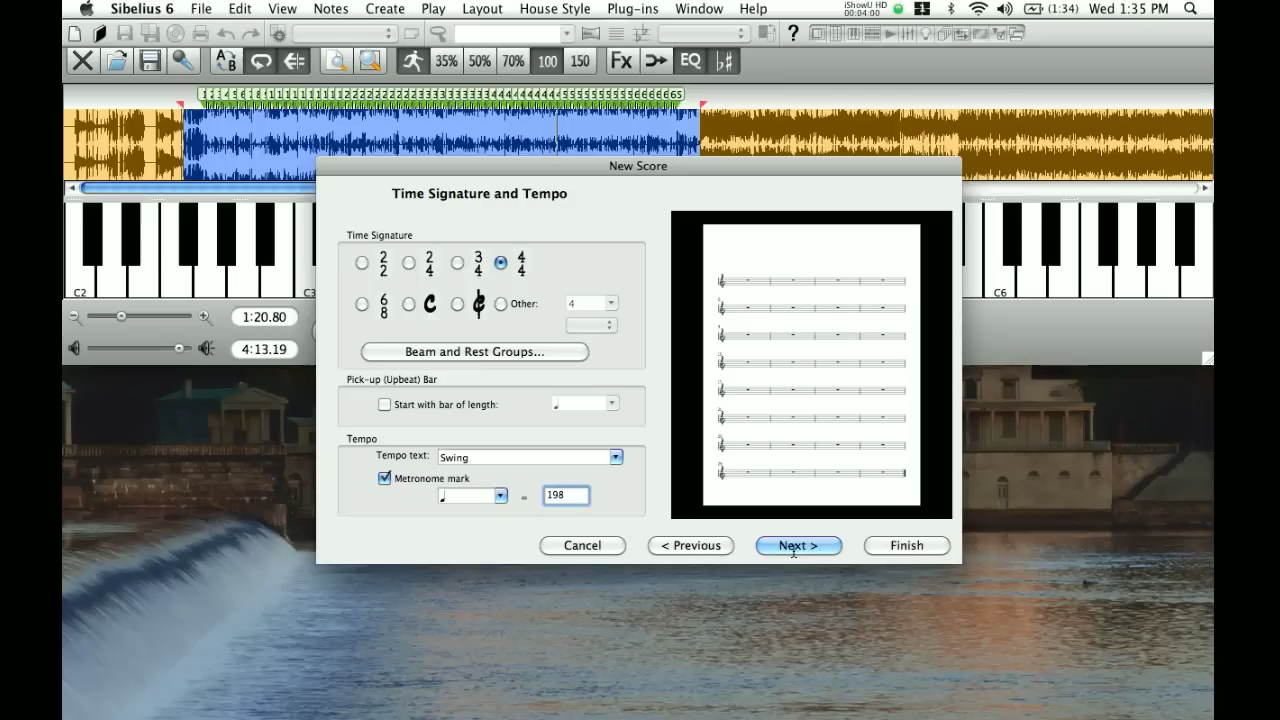 Sibelius 6 File Edit View Notes Create Play Layout House Style Plug-ins Window Help iShowU HD 00:04:00 (1:34) Wed 1:35 PM
A B 35% 50% 70% 100 150 Fx EQ
New Score
Time Signature and Tempo
Time Signature
2 2 2 4 3 4 4 4
6 8 Other: 4
Beam and Rest Groups...
Pick-up (Upbeat) Bar
Start with bar of length:
Tempo
Tempo text: Swing
Metronome mark
= 198
Cancel < Previous Next > Finish
C2 C3 C6
1:20.80
4:13.19